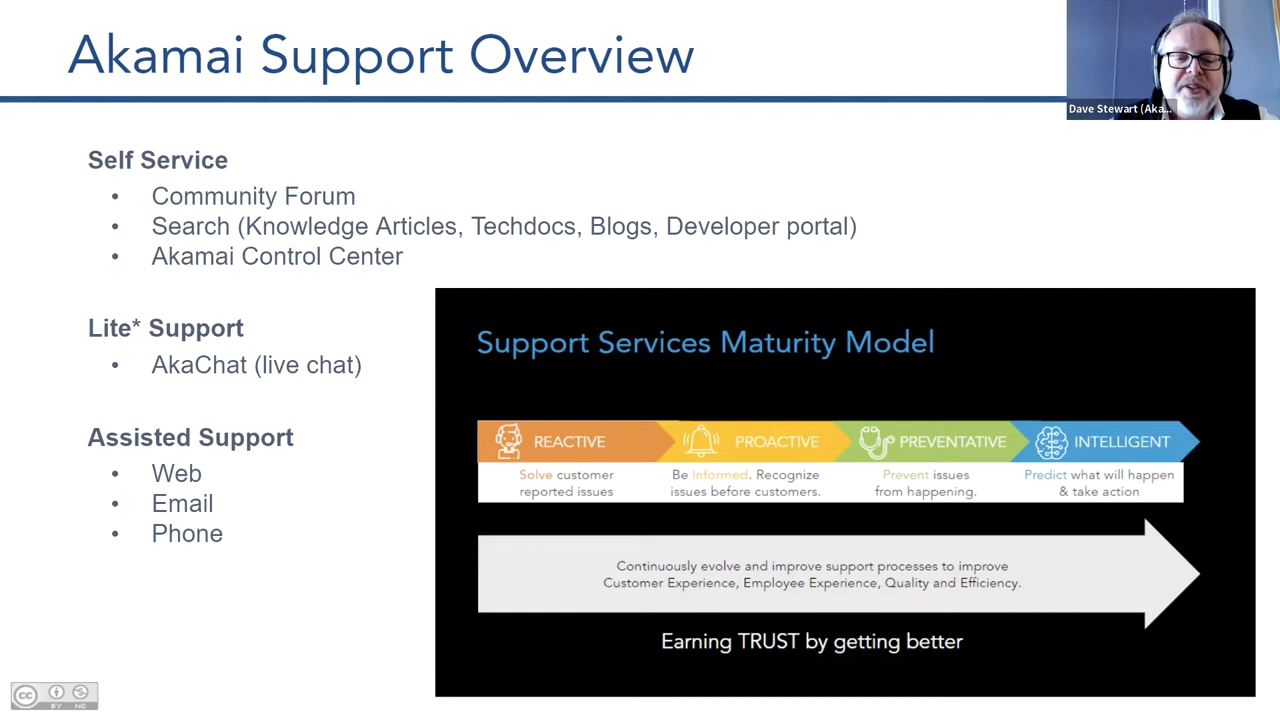 Akamai Support Overview
Dave Stewart (Aka...
Self Service
• Community Forum
• Search (Knowledge Articles, Techdocs, Blogs, Developer portal)
• Akamai Control Center
Lite* Support
• AkaChat (live chat)
Assisted Support
• Web
• Email
• Phone
Support Services Maturity Model
REACTIVE PROACTIVE PREVENTATIVE INTELLIGENT
Solve customer
reported issues
Be Informed. Recognize
issues before customers.
Prevent issues
from happening.
Predict what will happen
& take action
Continuously evolve and improve support processes to improve
Customer Experience, Employee Experience, Quality and Efficiency.
Earning TRUST by getting better
cc
BY NC